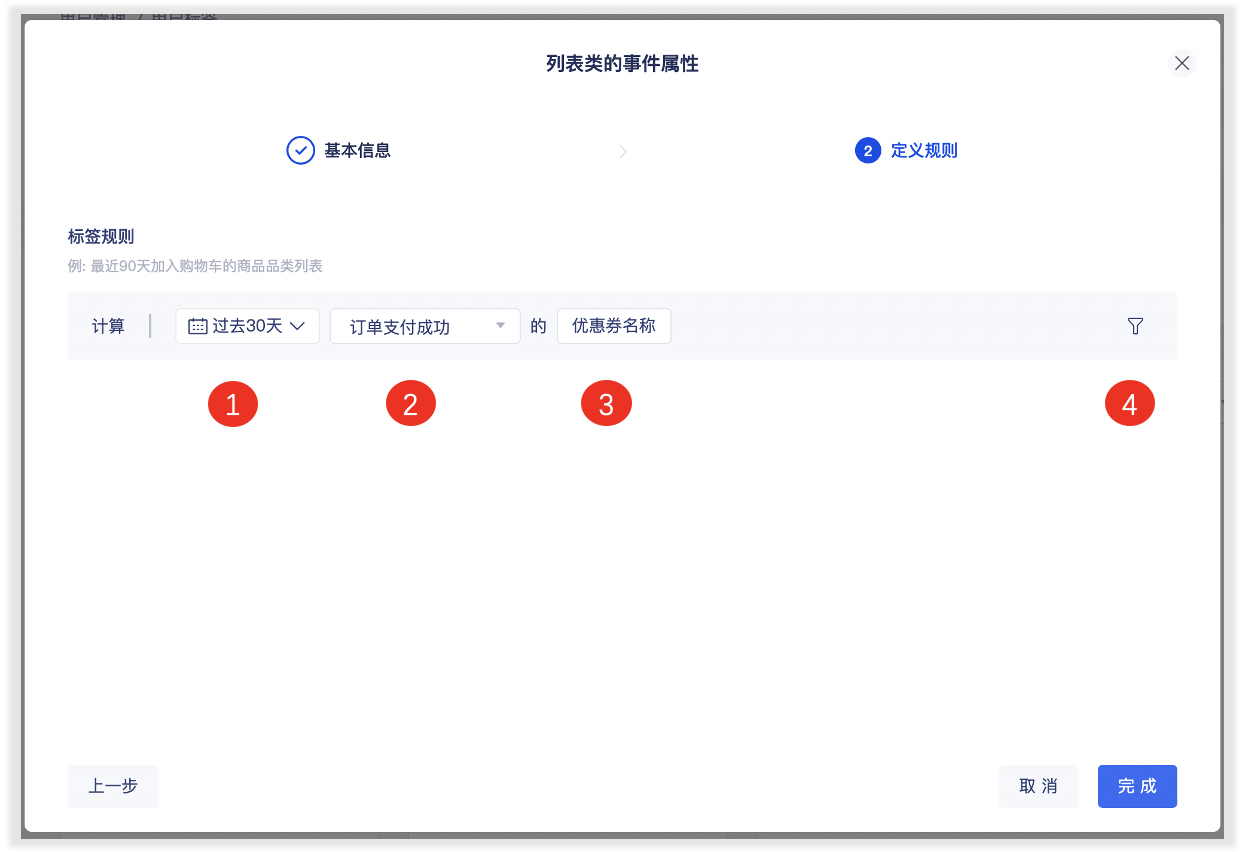 列表类的事件属性
基本信息
2 定义规则
标签规则
例: 最近90天加入购物车的商品品类列表
计算 过去30天 订单支付成功 的 优惠券名称
1 2 3 4
上一步 取 消 完 成